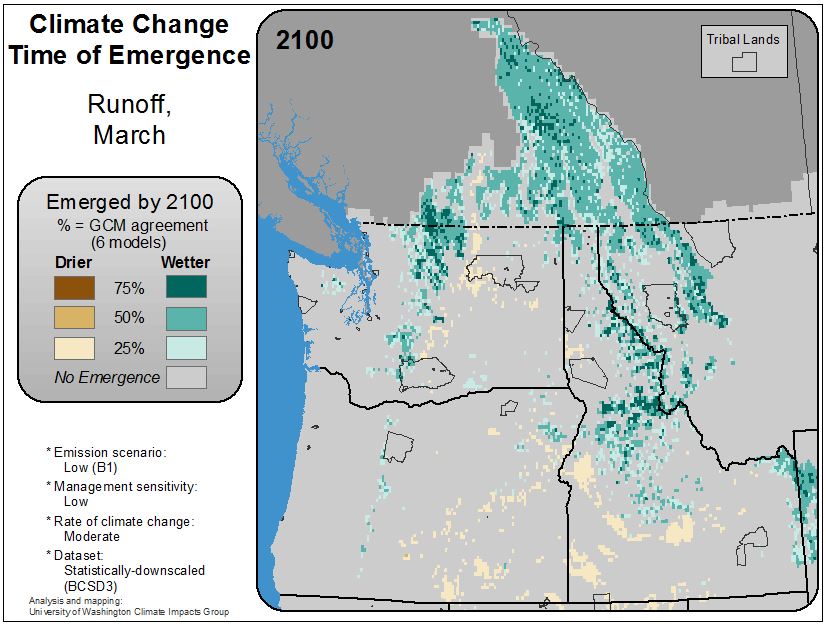 Climate Change
Time of Emergence
Runoff,
March
Emerged by 2100
% = GCM agreement
(6 models)
Drier Wetter
75%
50%
25%
No Emergence
* Emission scenario:
Low (B1)
* Management sensitivity:
Low
* Rate of climate change:
Moderate
* Dataset:
Statistically-downscaled
(BCSD3)
Analysis and mapping:
University of Washington Climate Impacts Group
2100
Tribal Lands